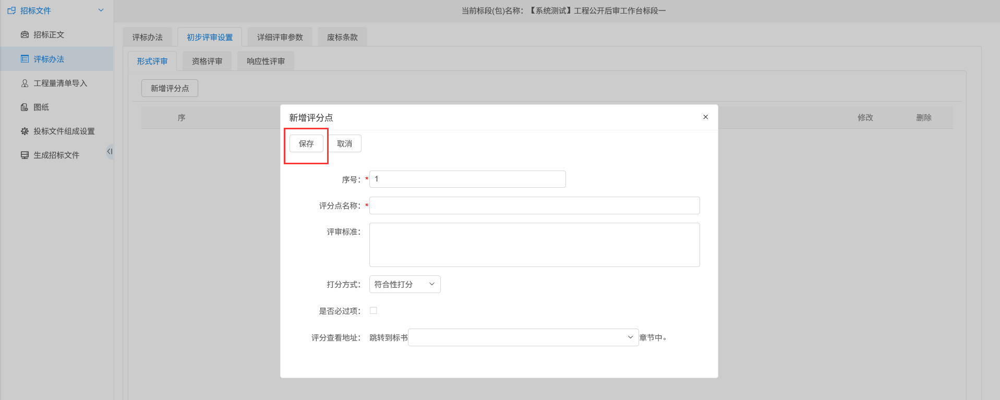 招标文件
当前标段(包)名称：【系统测试】工程公开后审工作台标段一
招标正文
评标办法
工程量清单导入
图纸
投标文件组成设置
生成招标文件
评标办法 初步评审设置 详细评审参数 废标条款
形式评审 资格评审 响应性评审
新增评分点
序 修改 删除
新增评分点 ×
保存 取消
序号：* 1
评分点名称：*
评审标准：
打分方式： 符合性打分
是否必过项：
评分查看地址： 跳转到标书 章节中。